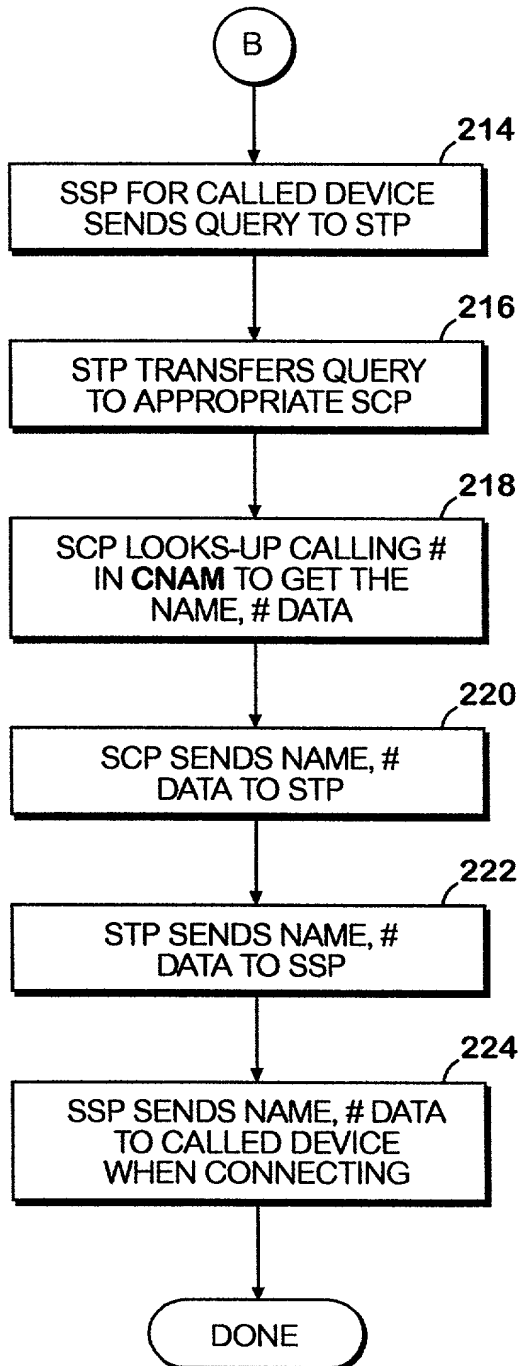 B
214
SSP FOR CALLED DEVICE
SENDS QUERY TO STP
216
STP TRANSFERS QUERY
TO APPROPRIATE SCP
218
SCP LOOKS-UP CALLING #
IN CNAM TO GET THE
NAME, # DATA
220
SCP SENDS NAME, #
DATA TO STP
222
STP SENDS NAME, #
DATA TO SSP
224
SSP SENDS NAME, # DATA
TO CALLED DEVICE
WHEN CONNECTING
DONE